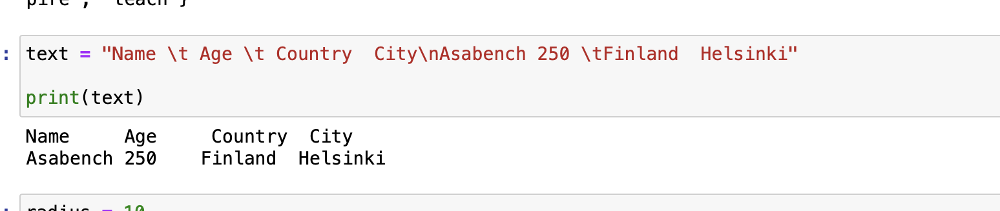 pire , teach }
: text = "Name \t Age \t Country  City\nAsabench 250 \tFinland  Helsinki"
print(text)
Name     Age     Country  City
Asabench 250    Finland  Helsinki
: radius = 10